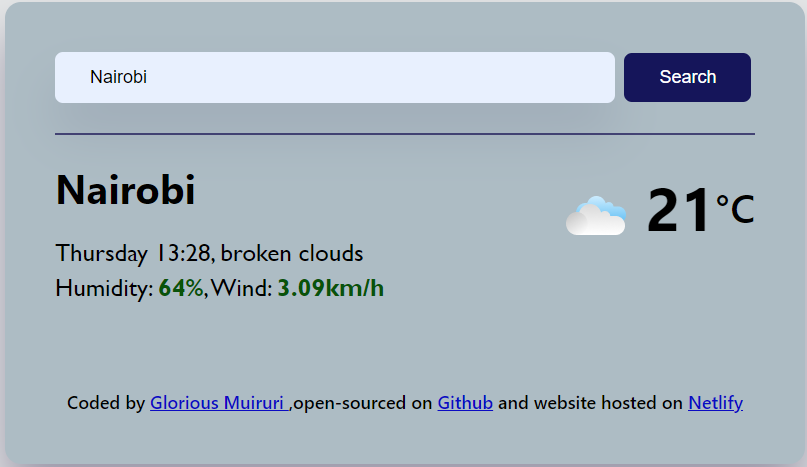 Nairobi
Search
Nairobi
21°C
Thursday 13:28, broken clouds
Humidity: 64%, Wind: 3.09km/h
Coded by Glorious Muiruri ,open-sourced on Github and website hosted on Netlify